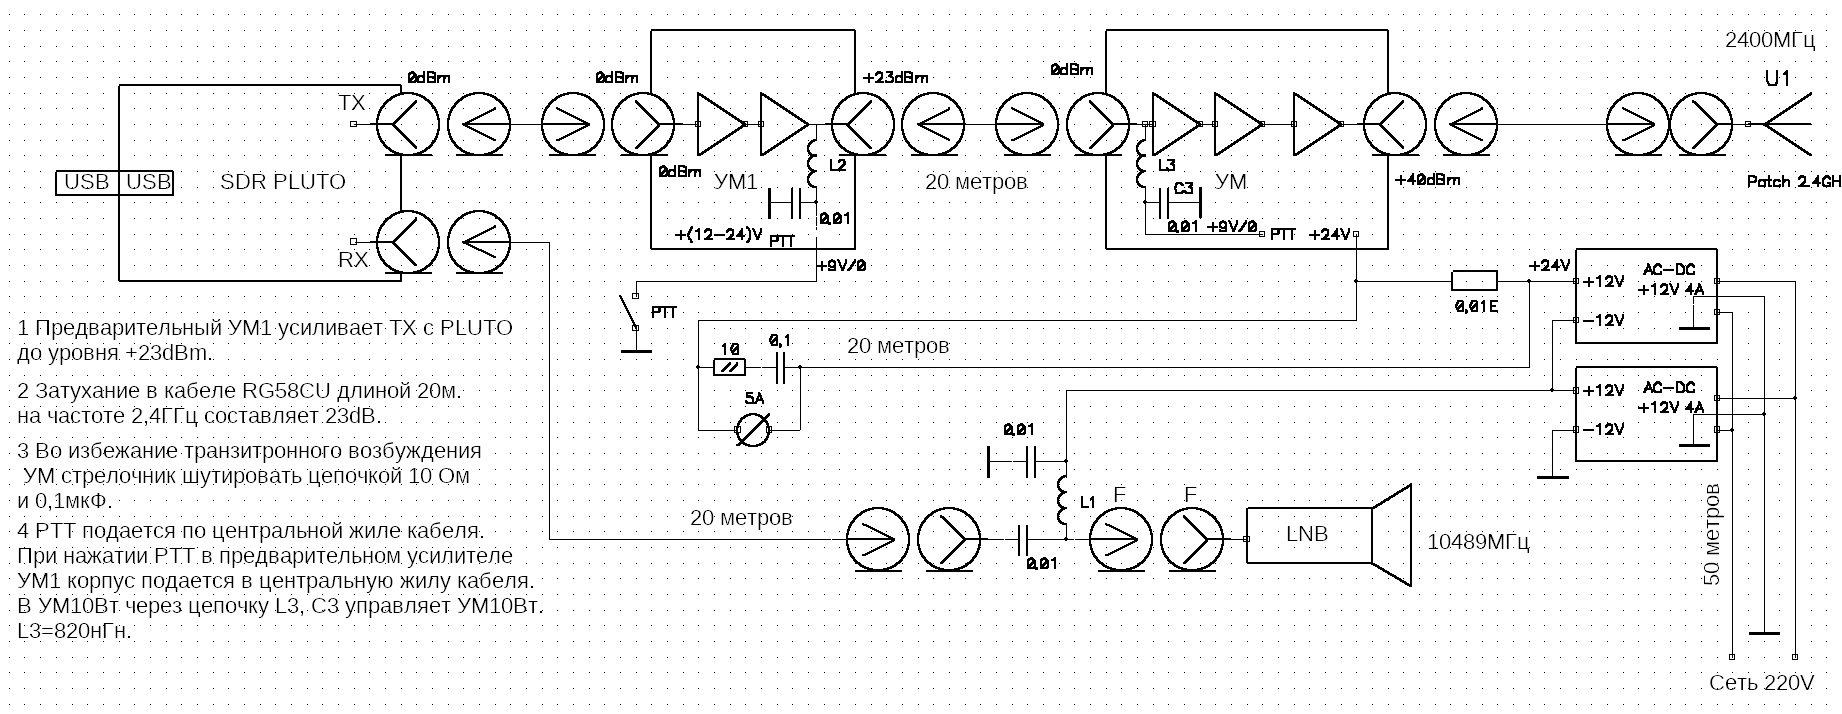 2400МГц
U1
0dBm
0dBm
+23dBm
0dBm
TX
L2
L3
0dBm
УМ1
20 метров
УМ
C3
+40dBm
Patch 2.4GH
USB
USB
SDR PLUTO
0,01
0,01
+9V/0
PTT
+24V
+(12-24)V
PTT
RX
+9V/0
+24V
AC-DC
+12V 4A
+12V
-12V
PTT
0,01E
1 Предварительный УМ1 усиливает TX с PLUTO
до уровня +23dBm.
10
0,1
20 метров
2 Затухание в кабеле RG58CU длиной 20м.
на частоте 2,4ГГц составляет 23dB.
5A
AC-DC
+12V 4A
+12V
-12V
0,01
3 Во избежание транзитронного возбуждения
УМ стрелочник шутировать цепочкой 10 Ом
и 0,1мкФ.
L1
F
F
20 метров
LNB
10489МГц
0,01
50 метров
4 PTT подается по центральной жиле кабеля.
При нажатии PTT в предварительном усилителе
УМ1 корпус подается в центральную жилу кабеля.
В УМ10Вт через цепочку L3, C3 управляет УМ10Вт.
L3=820нГн.
Сеть 220V